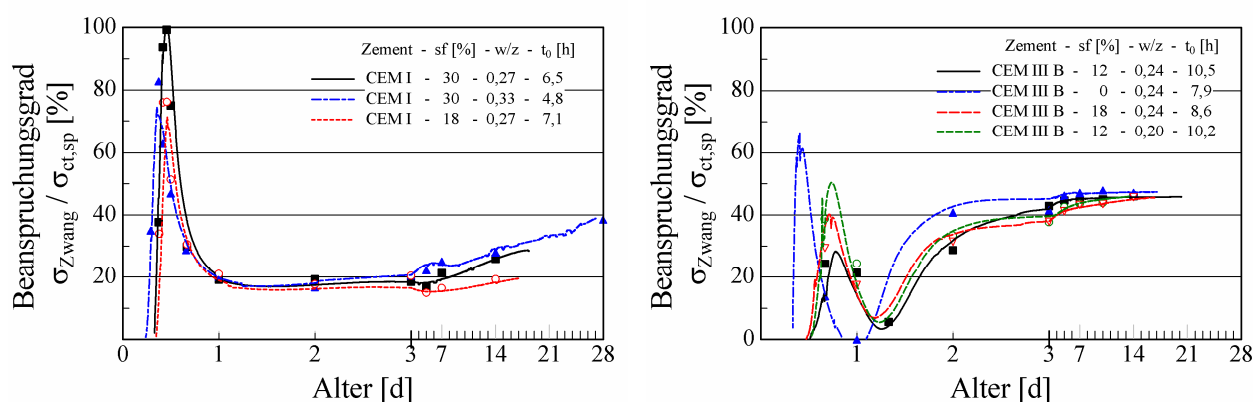 Beanspruchungsgrad
σZwang / σct,sp [%]
100
80
60
40
20
0
Zement - sf [%] - w/z - t0 [h]
CEM I - 30 - 0,27 - 6,5
CEM I - 30 - 0,33 - 4,8
CEM I - 18 - 0,27 - 7,1
0 1 2 3 7 14 21 28
Alter [d]
Beanspruchungsgrad
σZwang / σct,sp [%]
100
80
60
40
20
0
Zement - sf [%] - w/z - t0 [h]
CEM III B - 12 - 0,24 - 10,5
CEM III B - 0 - 0,24 - 7,9
CEM III B - 18 - 0,24 - 8,6
CEM III B - 12 - 0,20 - 10,2
1 2 3 7 14 21 28
Alter [d]